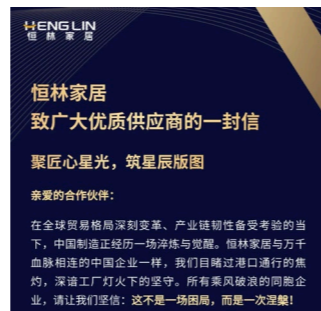 HENGLIN
恒林家居
恒林家居
致广大优质供应商的一封信
聚匠心星光，筑星辰版图
亲爱的合作伙伴：
在全球贸易格局深刻变革、产业链韧性备受考验的当
下，中国制造正经历一场淬炼与觉醒。恒林家居与万千
血脉相连的中国企业一样，我们目睹过港口通行的焦
灼，深谙工厂灯火下的坚守。所有乘风破浪的同胞企
业，请让我们坚信：这不是一场困局，而是一次涅槃！